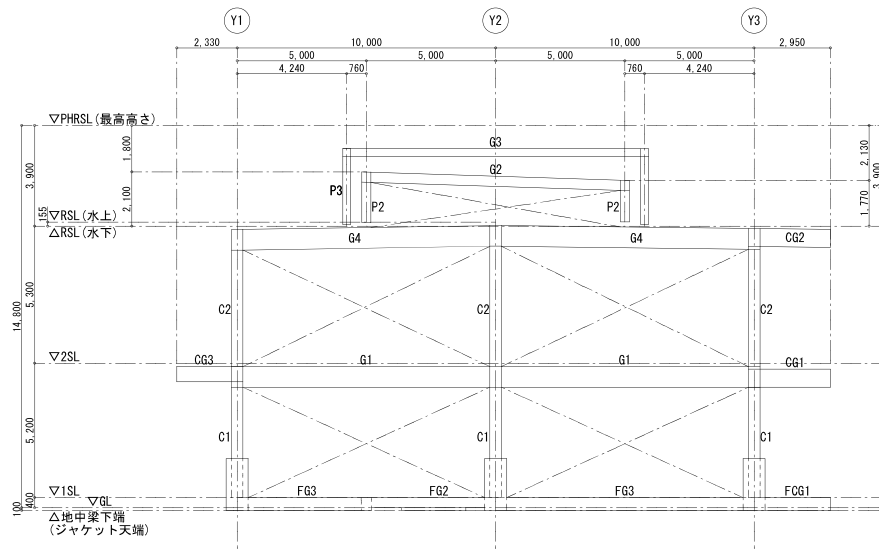 Y1 Y2 Y3
2,330 10,000 10,000 2,950
5,000 5,000 5,000 5,000
4,240 760 760 4,240
▽PHRSL(最高高さ)
1,800
2,130
3,900
3,900
G3
G2
P3
P2 P2
2,100
1,770
155
▽RSL(水上)
△RSL(水下)
G4 G4 CG2
14,800
5,300
C2 C2 C2
▽2SL
CG3 G1 G1 CG1
5,200
C1 C1 C1
▽1SL
FG3 FG2 FG3 FCG1
400
▽GL
100
△地中梁下端
(ジャケット天端)